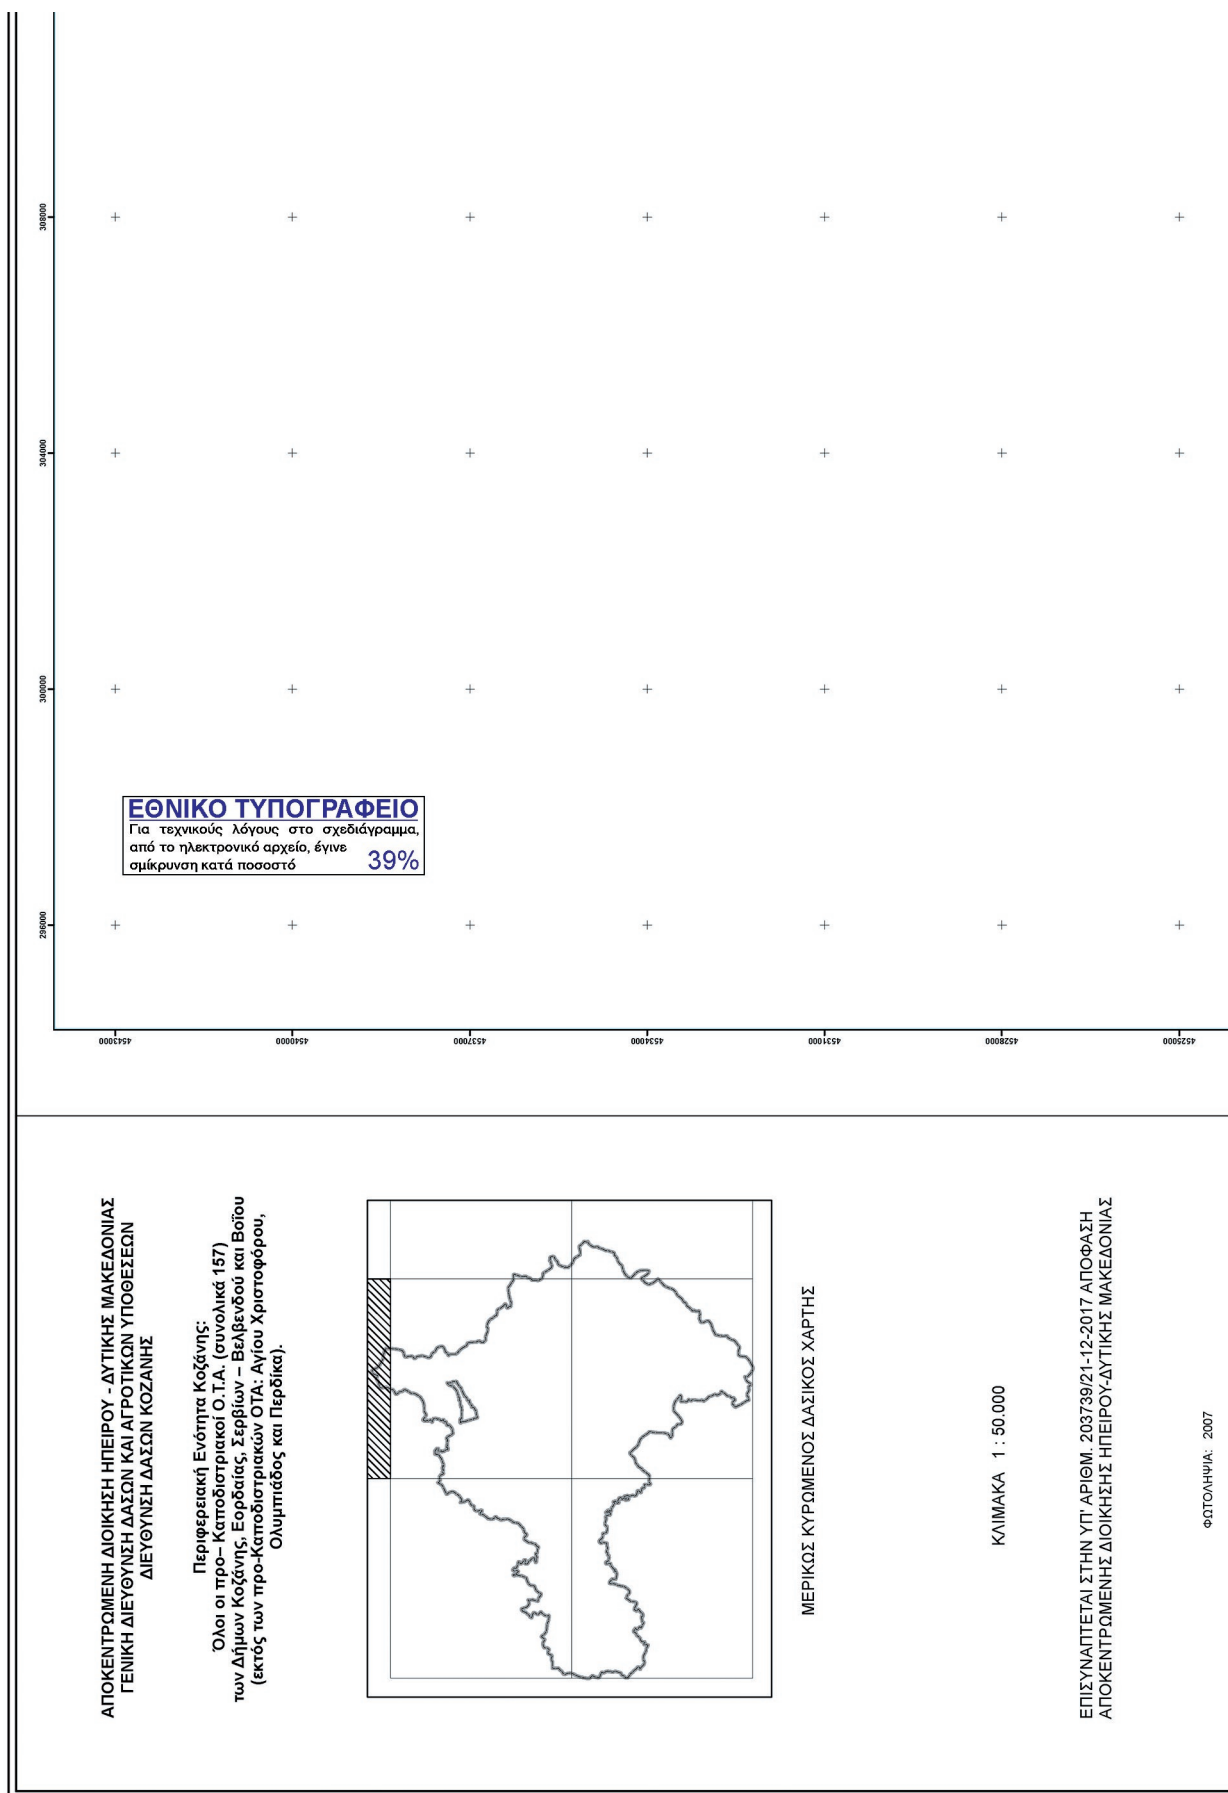 308000
304000
300000
296000
ΕΘΝΙΚΟ ΤΥΠΟΓΡΑΦΕΙΟ
Για τεχνικούς λόγους στο σχεδιάγραμμα,
από το ηλεκτρονικό αρχείο, έγινε
σμίκρυνση κατά ποσοστό 39%
4543000
4540000
4537000
4534000
4531000
4528000
4525000
ΑΠΟΚΕΝΤΡΩΜΕΝΗ ΔΙΟΙΚΗΣΗ ΗΠΕΙΡΟΥ - ΔΥΤΙΚΗΣ ΜΑΚΕΔΟΝΙΑΣ
ΓΕΝΙΚΗ ΔΙΕΥΘΥΝΣΗ ΔΑΣΩΝ ΚΑΙ ΑΓΡΟΤΙΚΩΝ ΥΠΟΘΕΣΕΩΝ
ΔΙΕΥΘΥΝΣΗ ΔΑΣΩΝ ΚΟΖΑΝΗΣ
Περιφερειακή Ενότητα Κοζάνης:
Όλοι οι προ– Καποδιστριακοί Ο.Τ.Α. (συνολικά 157)
των Δήμων Κοζάνης, Εορδαίας, Σερβίων – Βελβενδού και Βοϊου
(εκτός των προ-Καποδιστριακών ΟΤΑ: Αγίου Χριστοφόρου,
Ολυμπιάδος και Περδίκα).
ΜΕΡΙΚΩΣ ΚΥΡΩΜΕΝΟΣ ΔΑΣΙΚΟΣ ΧΑΡΤΗΣ
ΚΛΙΜΑΚΑ 1 : 50.000
ΕΠΙΣΥΝΑΠΤΕΤΑΙ ΣΤΗΝ ΥΠ' ΑΡΙΘΜ. 203739/21-12-2017 ΑΠΟΦΑΣΗ
ΑΠΟΚΕΝΤΡΩΜΕΝΗΣ ΔΙΟΙΚΗΣΗΣ ΗΠΕΙΡΟΥ-ΔΥΤΙΚΗΣ ΜΑΚΕΔΟΝΙΑΣ
ΦΩΤΟΛΗΨΙΑ: 2007